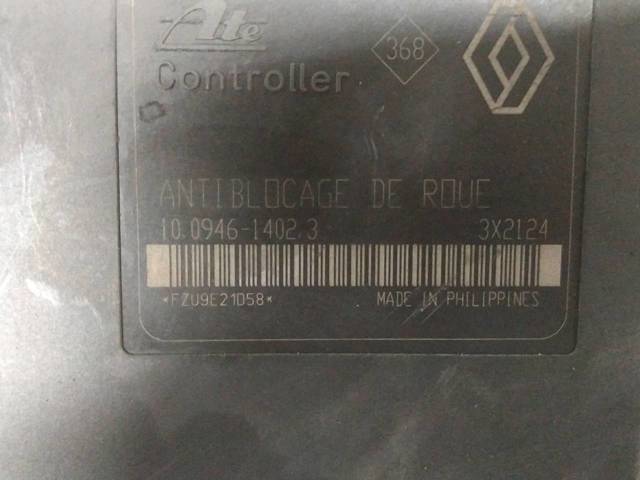 Ate
368
Controller
ANTIBLOCAGE DE ROUE
10.0946-1402.3 3X2124
*FZU9E21D58* MADE IN PHILIPPINES